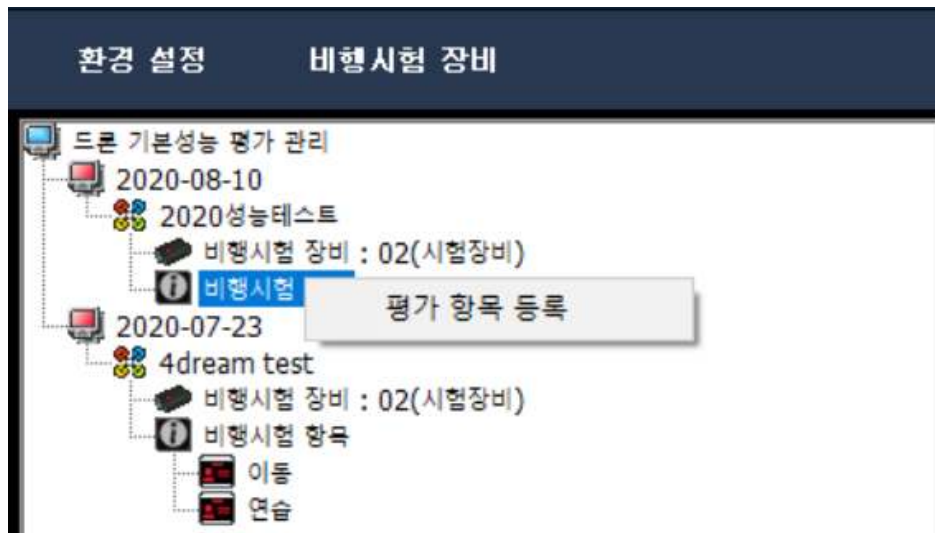 환경 설정 비행시험 장비
드론 기본성능 평가 관리
2020-08-10
2020성능테스트
비행시험 장비 : 02(시험장비)
비행시험
평가 항목 등록
2020-07-23
4dream test
비행시험 장비 : 02(시험장비)
비행시험 항목
이동
연습